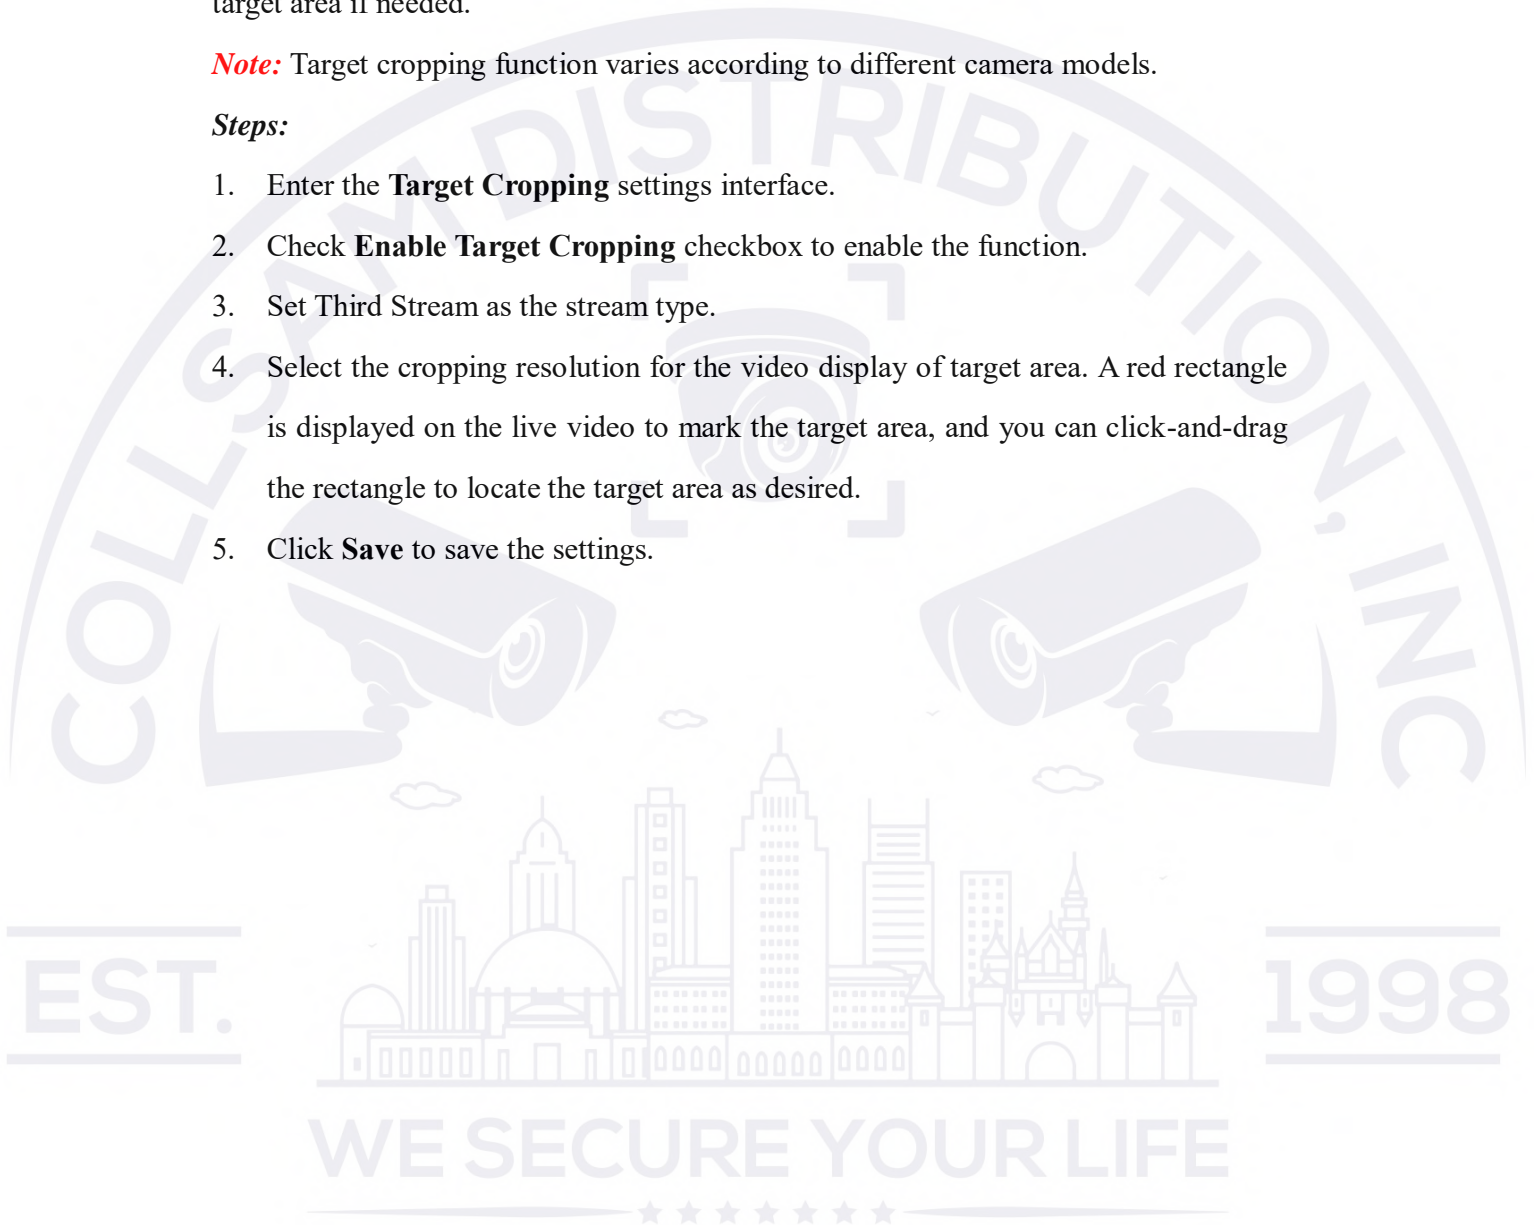 target area if needed.
Note: Target cropping function varies according to different camera models.
Steps:
1. Enter the Target Cropping settings interface.
2. Check Enable Target Cropping checkbox to enable the function.
3. Set Third Stream as the stream type.
4. Select the cropping resolution for the video display of target area. A red rectangle
is displayed on the live video to mark the target area, and you can click-and-drag
the rectangle to locate the target area as desired.
5. Click Save to save the settings.
COLLSAM DISTRIBUTION, INC
EST.
1998
WE SECURE YOUR LIFE